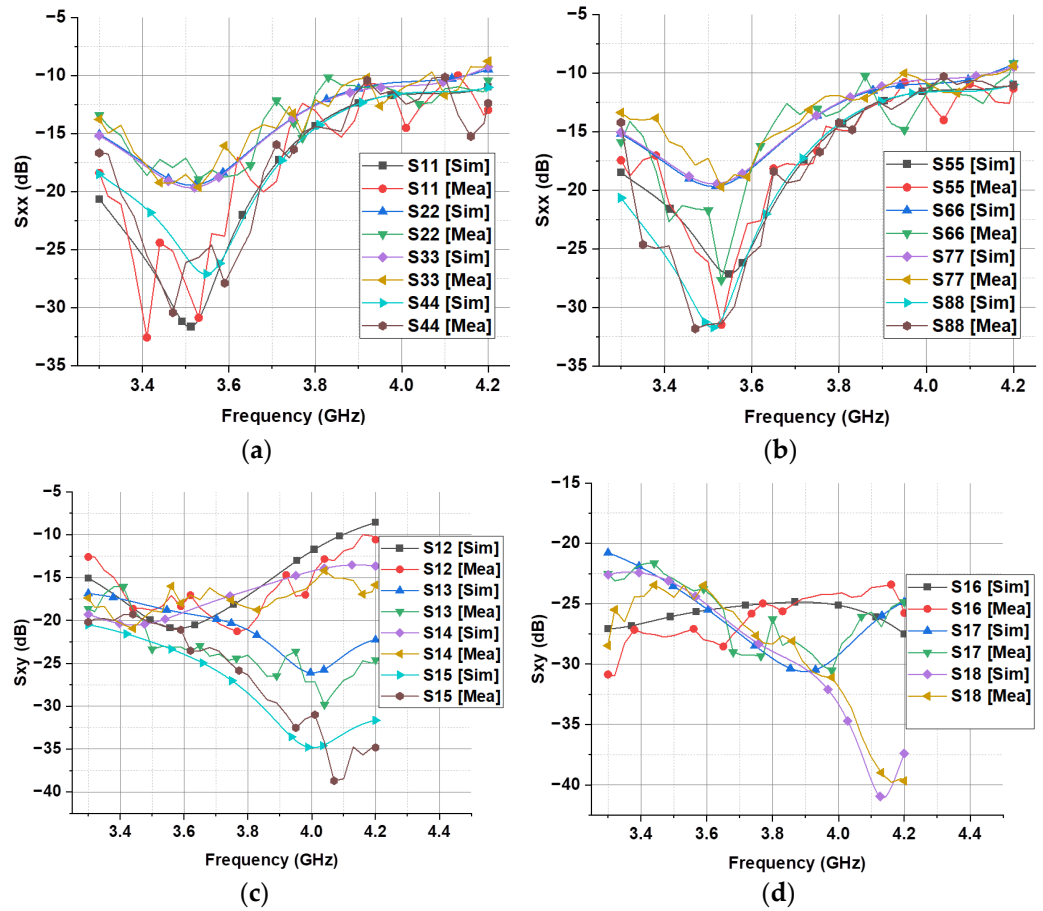 −5
−10
−15
−20
−25
−30
−35
Sxx (dB)
3.4 3.6 3.8 4.0 4.2
Frequency (GHz)
S11 [Sim]
S11 [Mea]
S22 [Sim]
S22 [Mea]
S33 [Sim]
S33 [Mea]
S44 [Sim]
S44 [Mea]
(a)
−5
−10
−15
−20
−25
−30
−35
Sxx (dB)
3.4 3.6 3.8 4.0 4.2
Frequency (GHz)
S55 [Sim]
S55 [Mea]
S66 [Sim]
S66 [Mea]
S77 [Sim]
S77 [Mea]
S88 [Sim]
S88 [Mea]
(b)
−5
−10
−15
−20
−25
−30
−35
−40
Sxy (dB)
3.4 3.6 3.8 4.0 4.2 4.4
Frequency (GHz)
S12 [Sim]
S12 [Mea]
S13 [Sim]
S13 [Mea]
S14 [Sim]
S14 [Mea]
S15 [Sim]
S15 [Mea]
(c)
−15
−20
−25
−30
−35
−40
Sxy (dB)
3.4 3.6 3.8 4.0 4.2 4.4
Frequency (GHz)
S16 [Sim]
S16 [Mea]
S17 [Sim]
S17 [Mea]
S18 [Sim]
S18 [Mea]
(d)